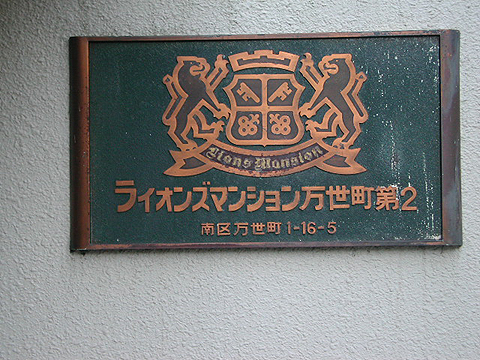 Lions Mansion
ライオンズマンション万世町第2
南区万世町1-16-5